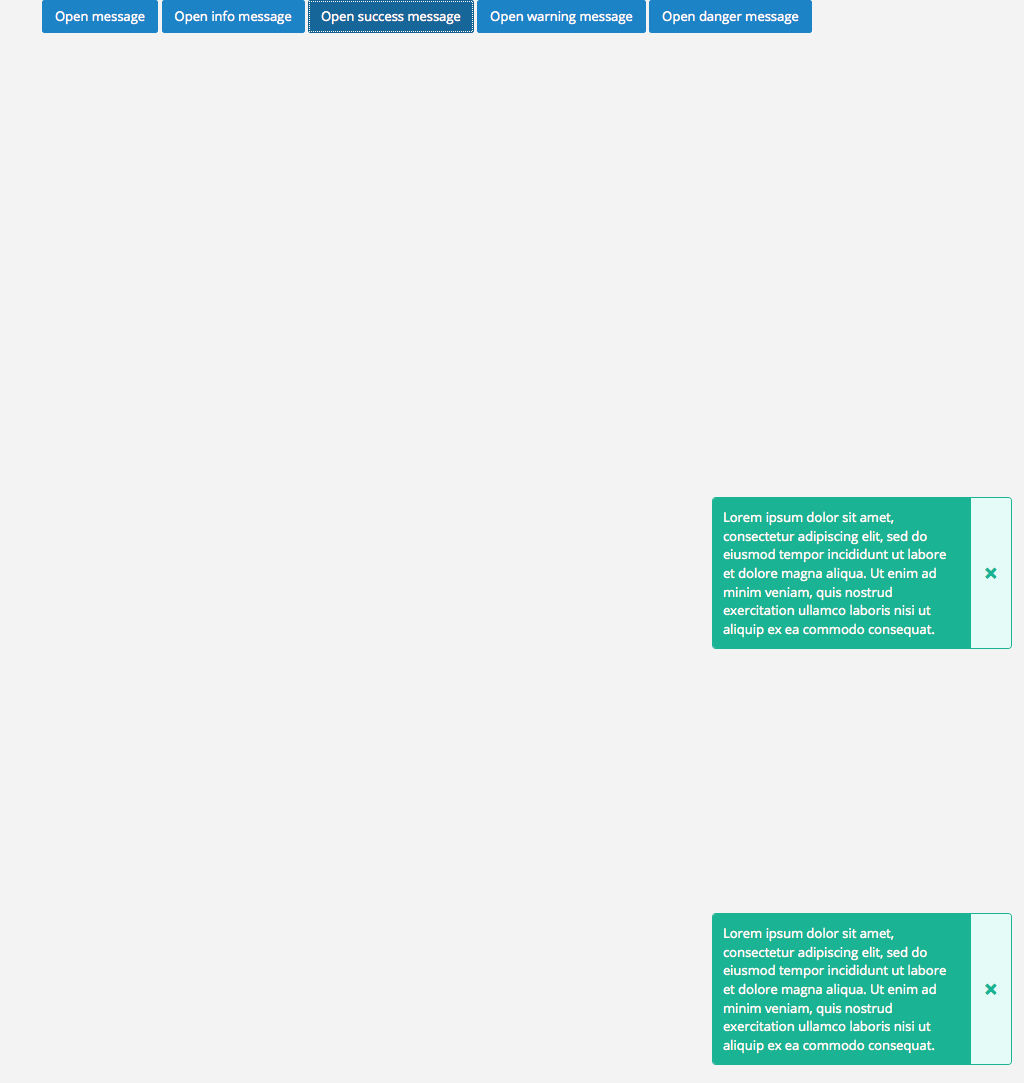 Open message Open info message Open success message Open warning message Open danger message
Lorem ipsum dolor sit amet,
consectetur adipiscing elit, sed do
eiusmod tempor incididunt ut labore
et dolore magna aliqua. Ut enim ad
minim veniam, quis nostrud
exercitation ullamco laboris nisi ut
aliquip ex ea commodo consequat.
Lorem ipsum dolor sit amet,
consectetur adipiscing elit, sed do
eiusmod tempor incididunt ut labore
et dolore magna aliqua. Ut enim ad
minim veniam, quis nostrud
exercitation ullamco laboris nisi ut
aliquip ex ea commodo consequat.